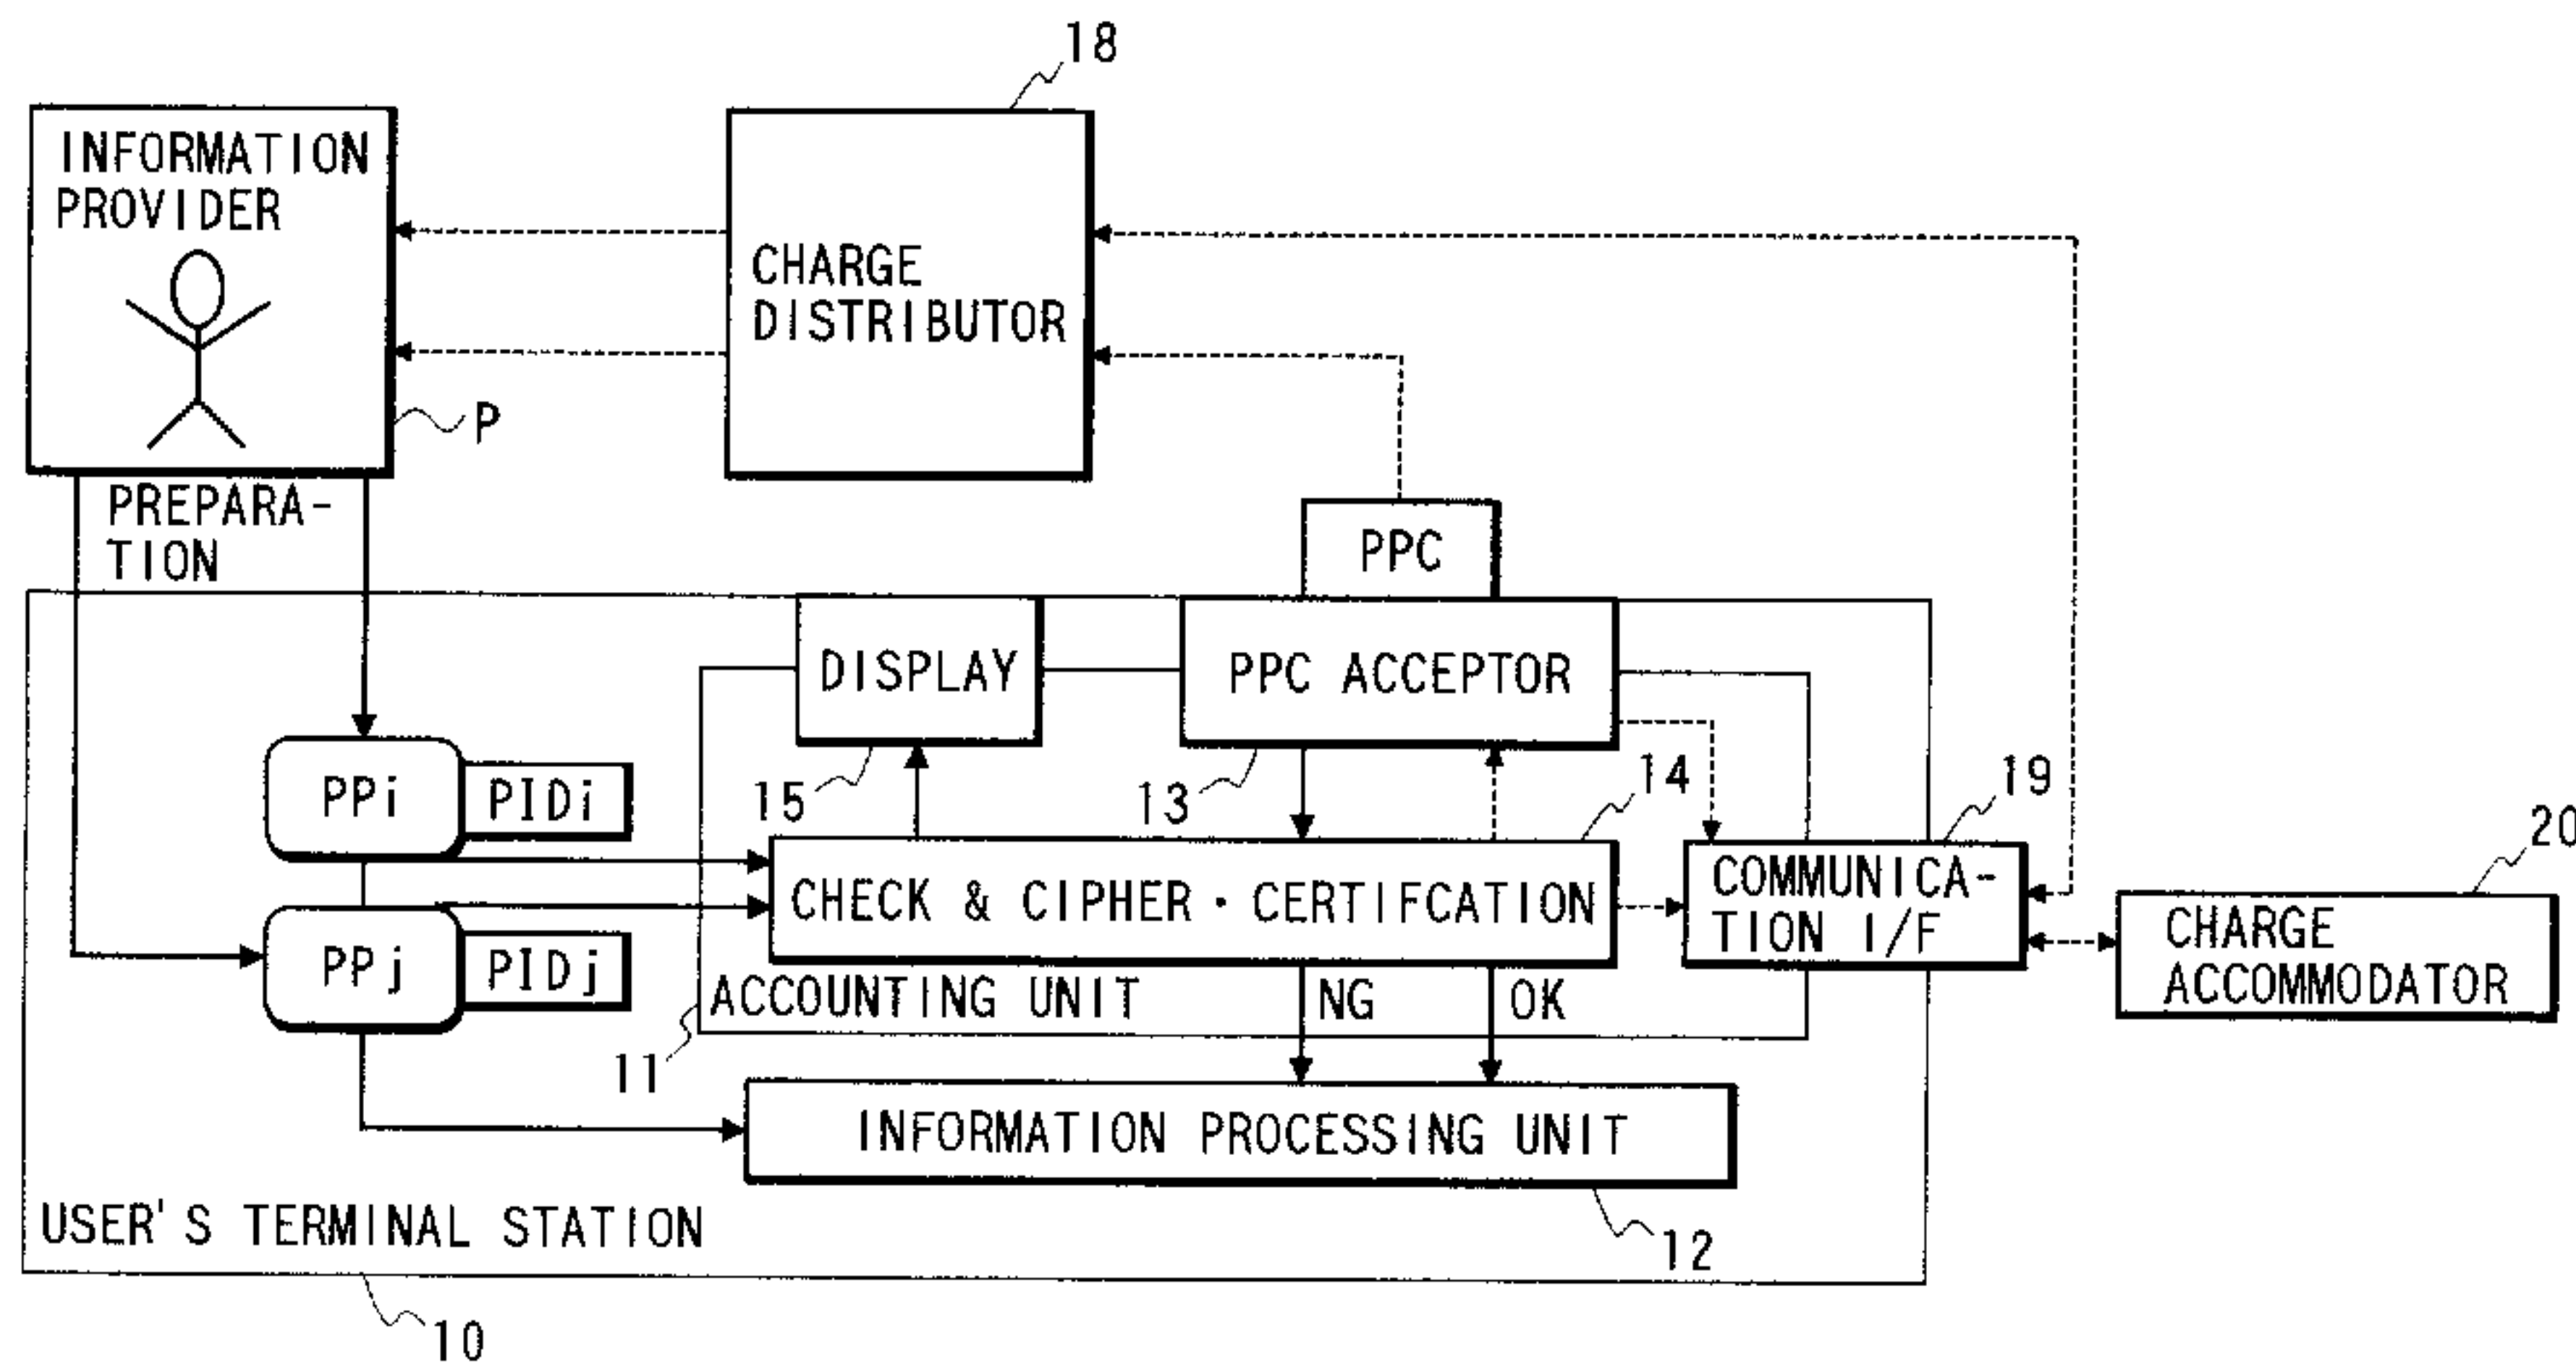 18
INFORMATION
PROVIDER
CHARGE
DISTRIBUTOR
P
PREPARA-
TION
PPC
DISPLAY
PPC ACCEPTOR
15
13
14
19
20
PPi
PIDi
CHECK & CIPHER・CERTIFCATION
COMMUNICA-
TION I/F
CHARGE
ACCOMMODATOR
PPj
PIDj
ACCOUNTING UNIT
NG
OK
11
INFORMATION PROCESSING UNIT
USER'S TERMINAL STATION
12
10